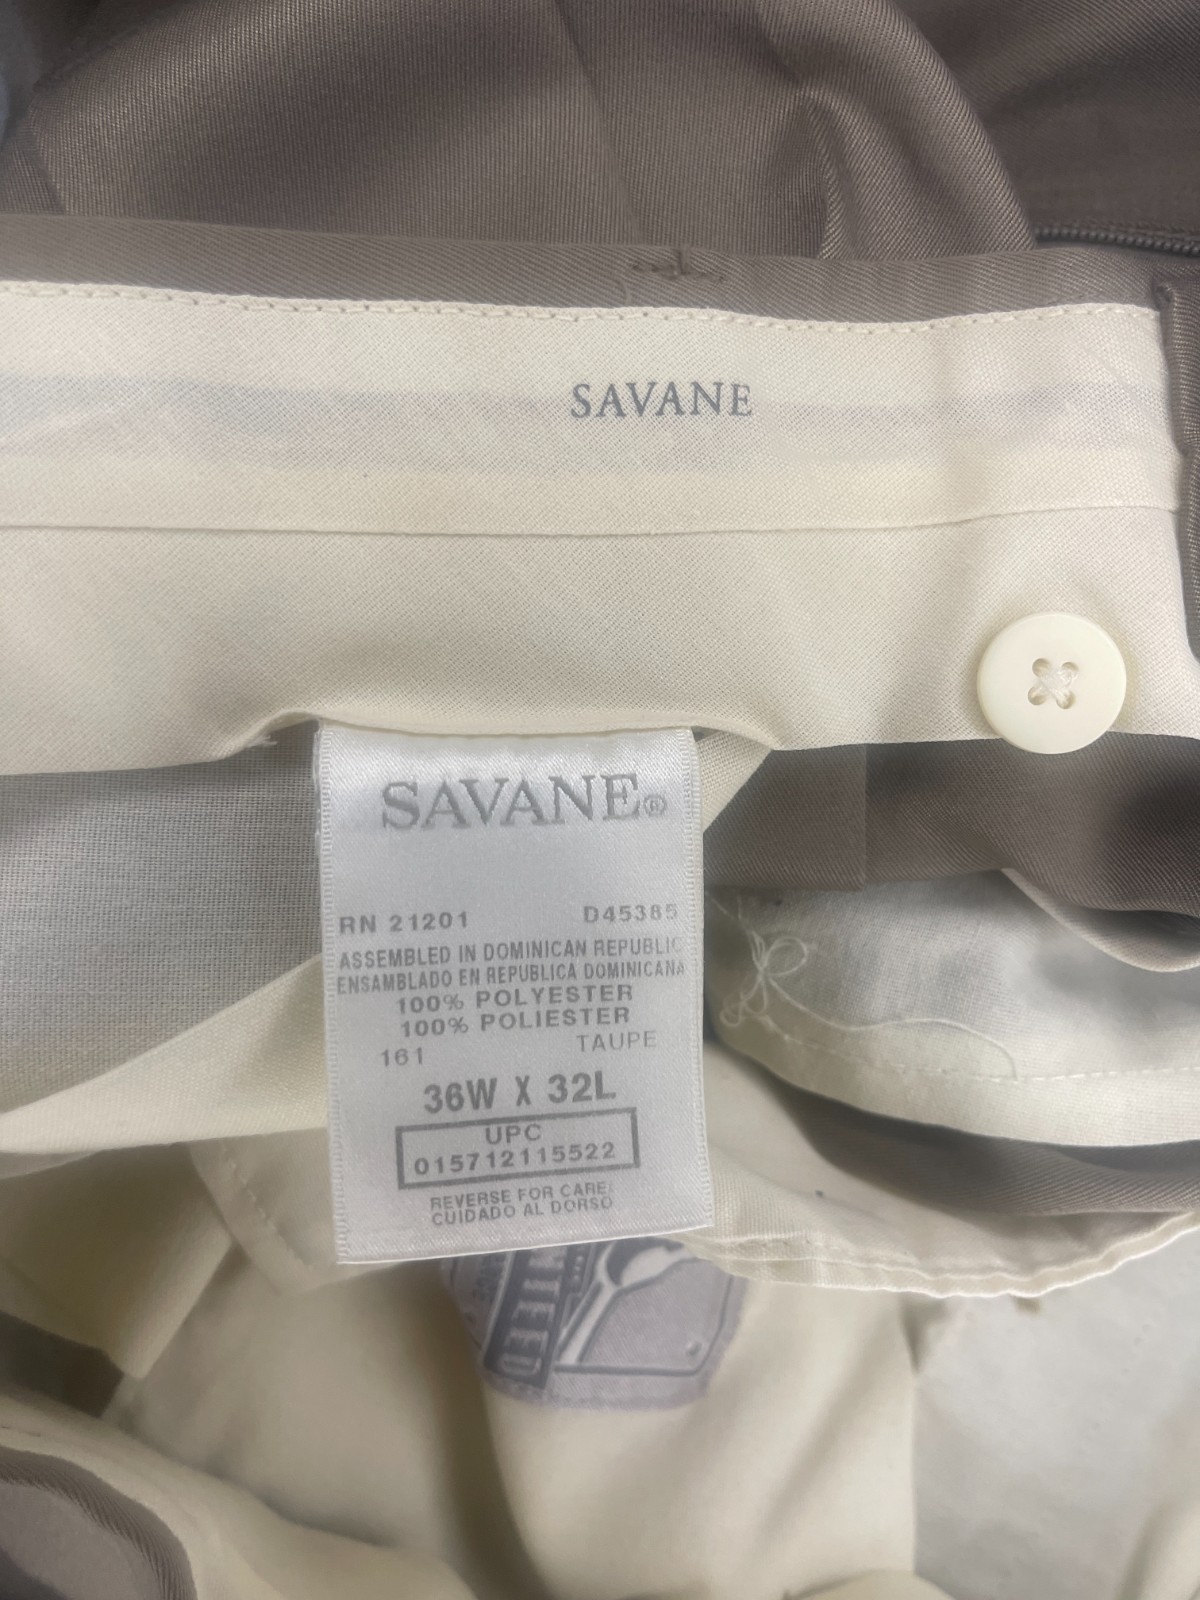 SAVANE
SAVANE®
RN 21201 D45385
ASSEMBLED IN DOMINICAN REPUBLIC
ENSAMBLADO EN REPUBLICA DOMINICANA
100% POLYESTER
100% POLIESTER
161 TAUPE
36W X 32L
UPC
015712115522
REVERSE FOR CARE/
CUIDADO AL DORSO